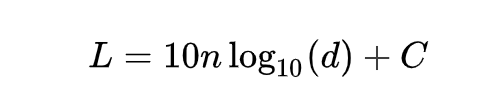 L = 10n log₁₀(d) + C